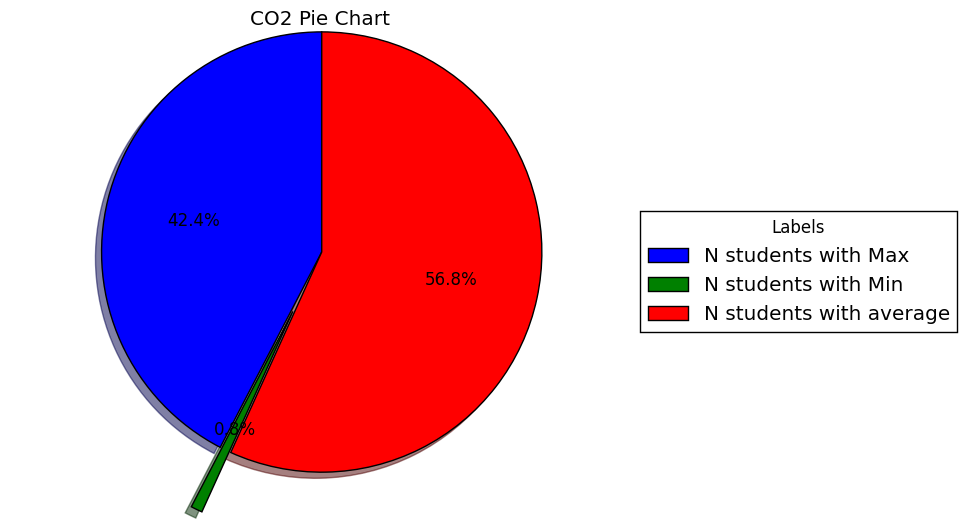 CO2 Pie Chart
42.4%
56.8%
0.8%
Labels
N students with Max
N students with Min
N students with average